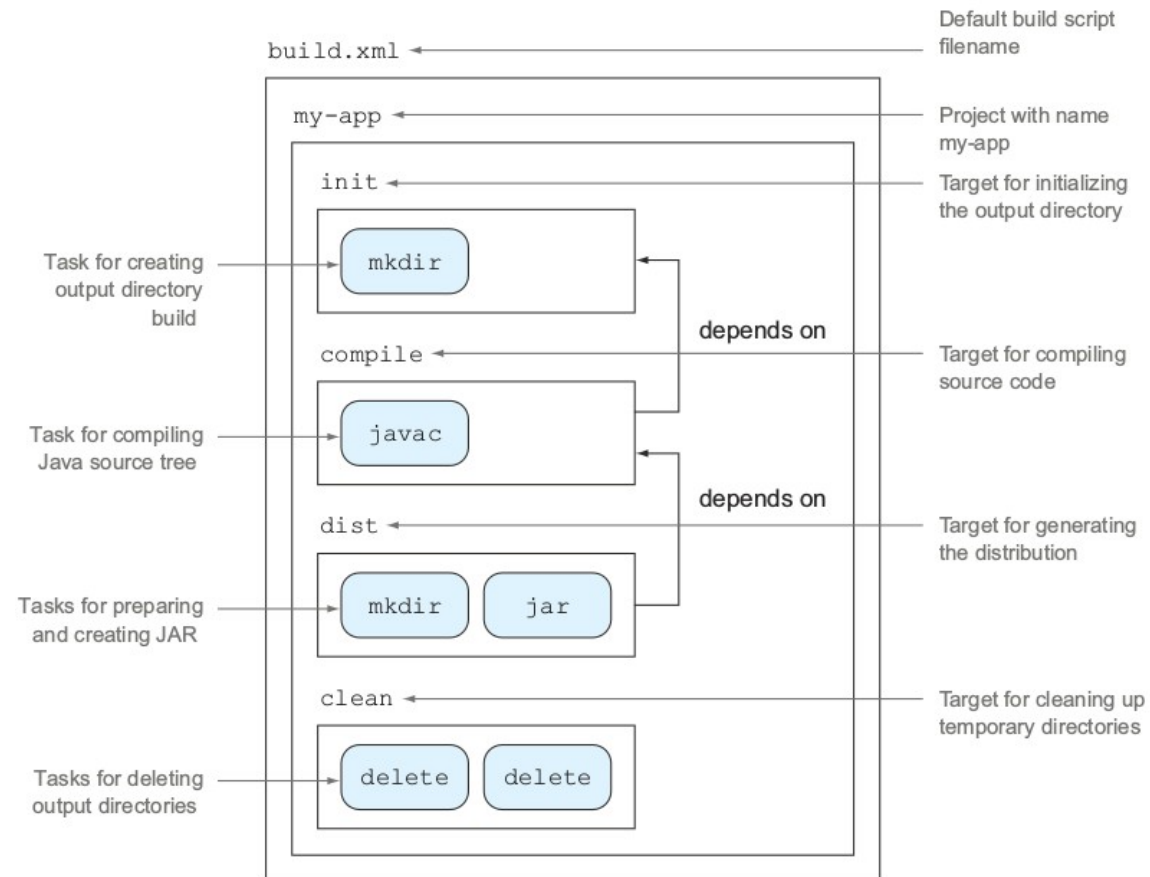 Default build script
filename
build.xml
my-app
Project with name
my-app
init
Target for initializing
the output directory
Task for creating
output directory
build
mkdir
depends on
compile
Target for compiling
source code
Task for compiling
Java source tree
javac
depends on
dist
Target for generating
the distribution
Tasks for preparing
and creating JAR
mkdir
jar
clean
Target for cleaning up
temporary directories
Tasks for deleting
output directories
delete
delete